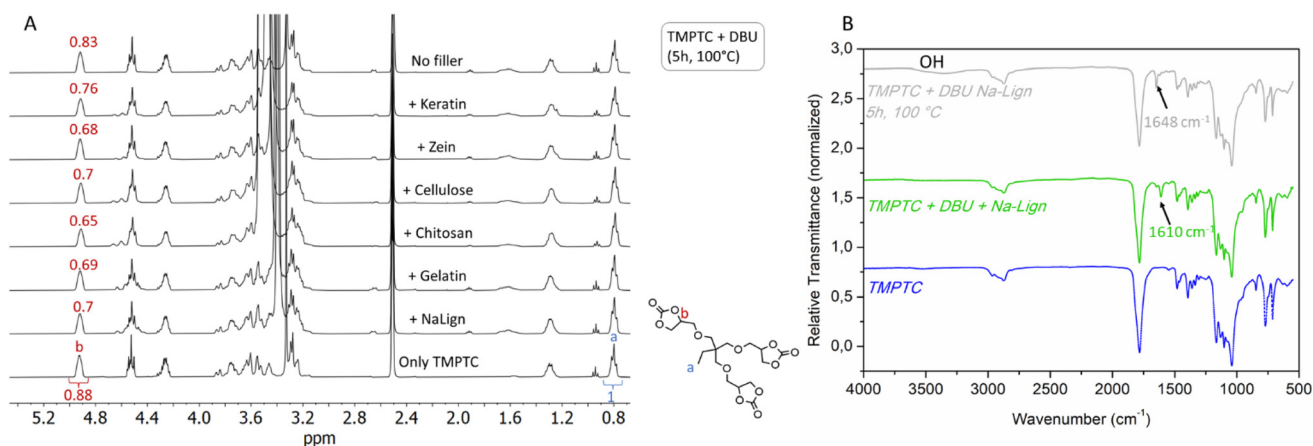 A
0.83
No filler
0.76
+ Keratin
0.68
+ Zein
0.7
+ Cellulose
0.65
+ Chitosan
0.69
+ Gelatin
0.7
+ NaLign
b
a
Only TMPTC
0.88
1
5.2 4.8 4.4 4.0 3.6 3.2 2.8 2.4 2.0 1.6 1.2 0.8
ppm
TMPTC + DBU
(5h, 100°C)
O
O
O
b
O
O
O
O
O
a
O
O
O
O
B
3,0
2,5
2,0
1,5
1,0
0,5
0,0
Relative Transmittance (normalized)
OH
TMPTC + DBU Na-Lign
5h, 100 °C
1648 cm⁻¹
TMPTC + DBU + Na-Lign
1610 cm⁻¹
TMPTC
4000 3500 3000 2500 2000 1500 1000 500
Wavenumber (cm⁻¹)